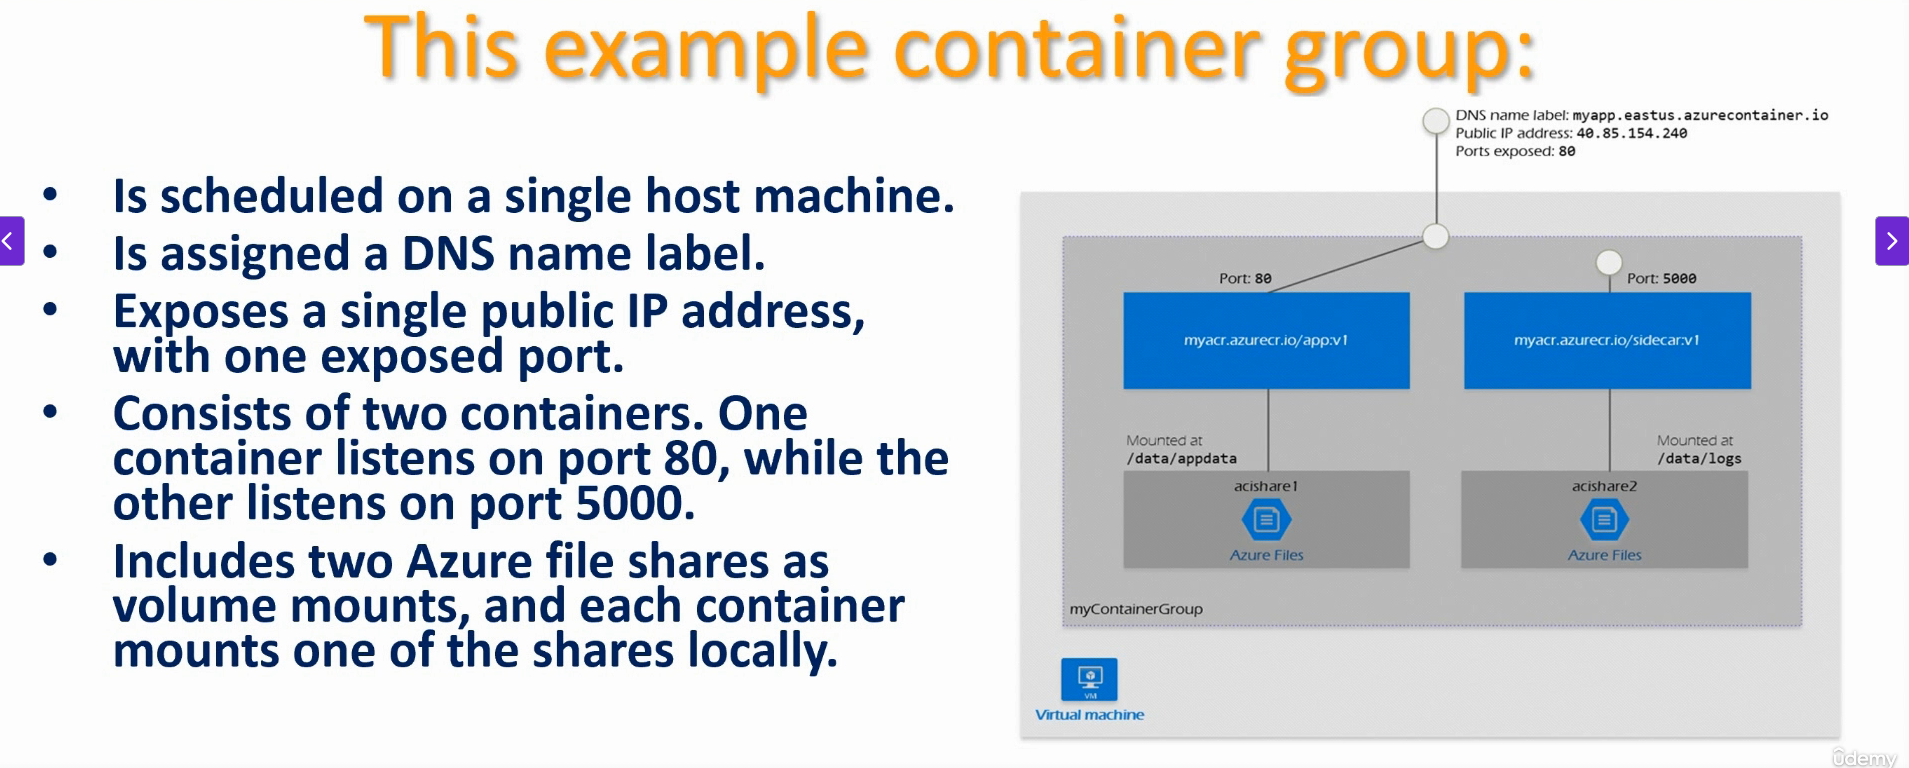 This example container group:
• Is scheduled on a single host machine.
• Is assigned a DNS name label.
• Exposes a single public IP address,
with one exposed port.
• Consists of two containers. One
container listens on port 80, while the
other listens on port 5000.
• Includes two Azure file shares as
volume mounts, and each container
mounts one of the shares locally.
DNS name label: myapp.eastus.azurecontainer.io
Public IP address: 40.85.154.240
Ports exposed: 80
Port: 80
Port: 5000
myacr.azurecr.io/app:v1
myacr.azurecr.io/sidecar:v1
Mounted at
/data/appdata
Mounted at
/data/logs
acishare1
Azure Files
acishare2
Azure Files
myContainerGroup
VM
Virtual machine
ûdemy